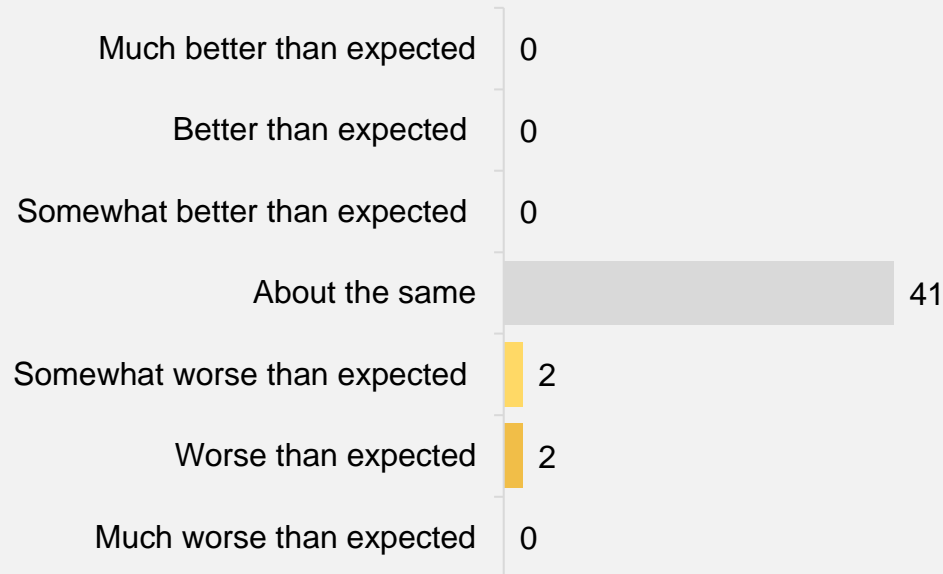 Much better than expected 0
Better than expected 0
Somewhat better than expected 0
About the same 41
Somewhat worse than expected 2
Worse than expected 2
Much worse than expected 0